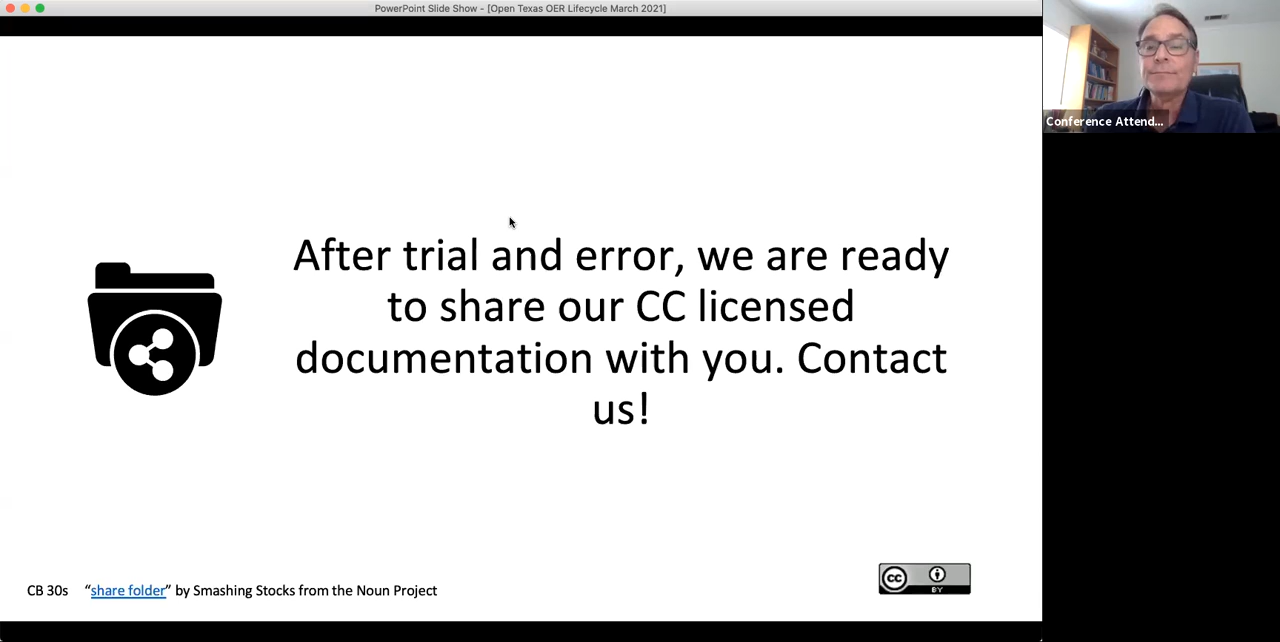 PowerPoint Slide Show - [Open Texas OER Lifecycle March 2021]
Conference Attend...
After trial and error, we are ready
to share our CC licensed
documentation with you. Contact
us!
CB 30s “share folder” by Smashing Stocks from the Noun Project
cc
BY